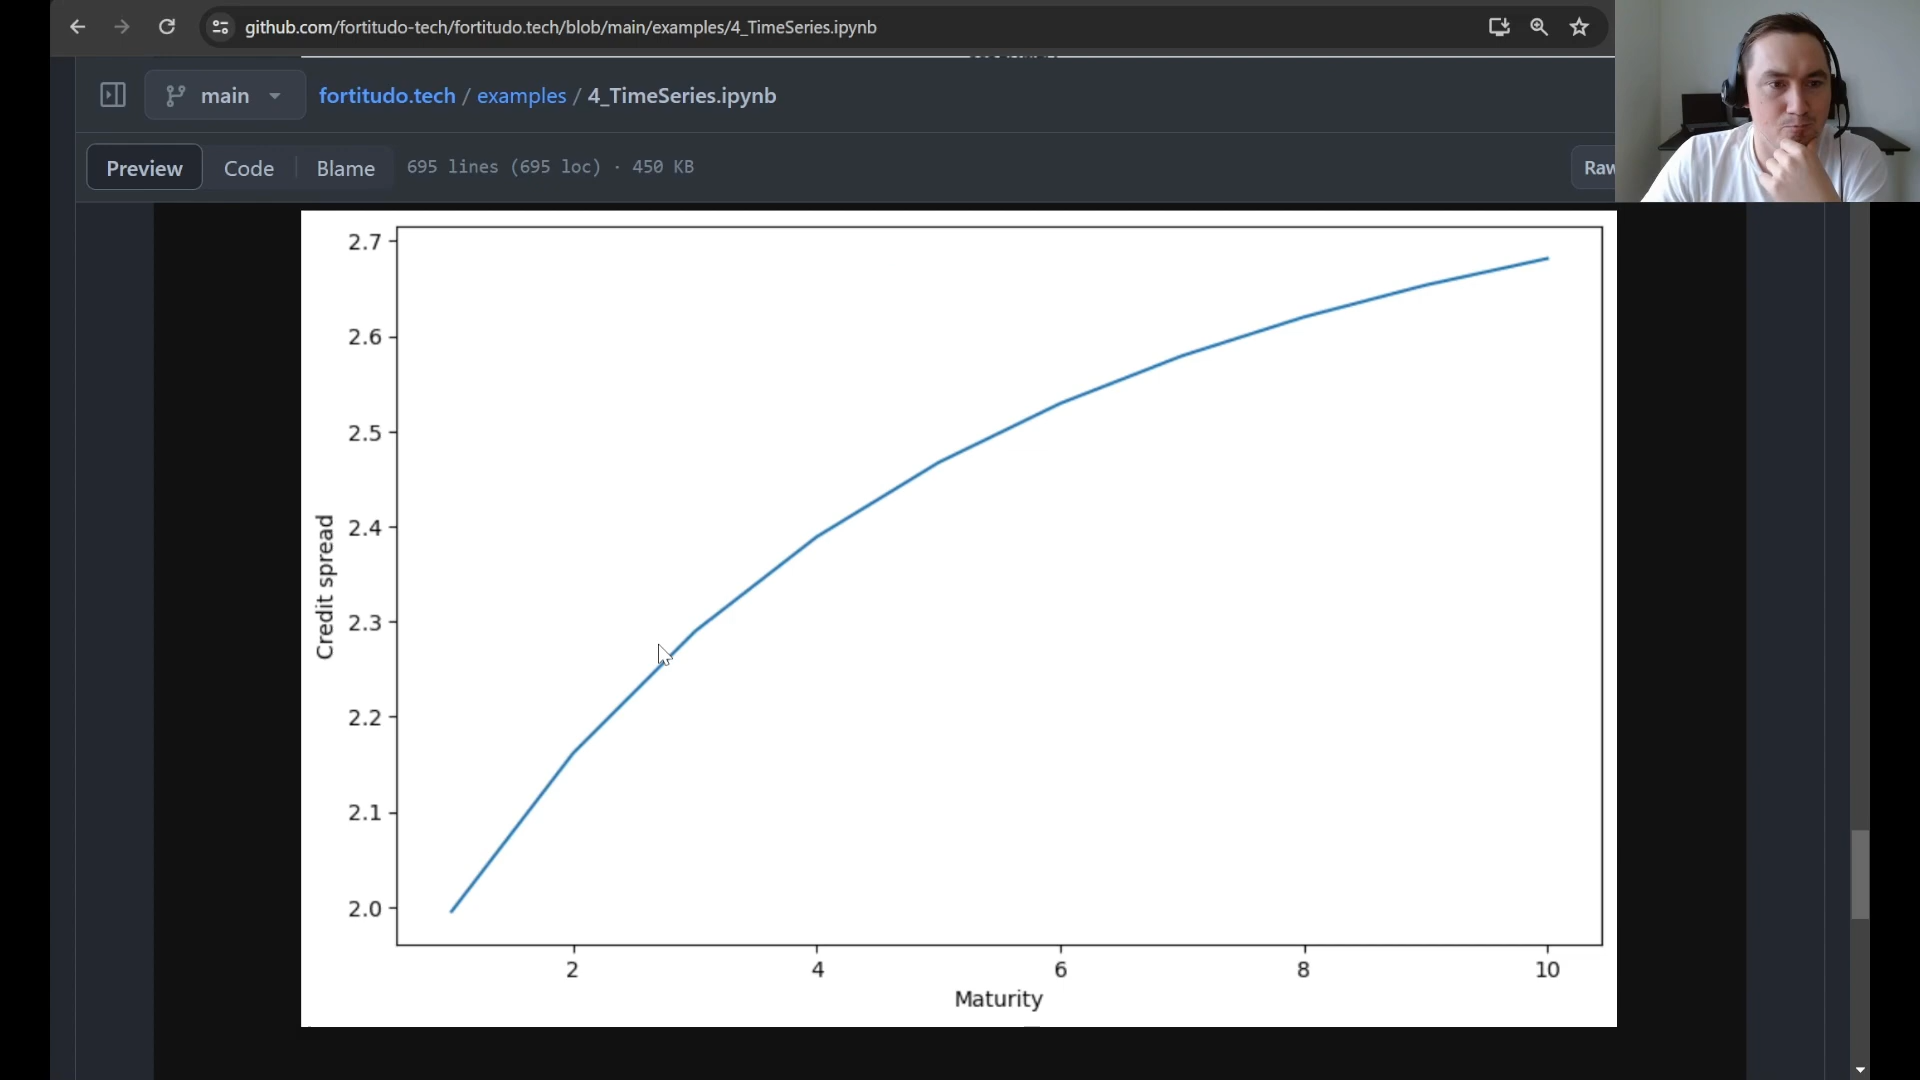 github.com/fortitudo-tech/fortitudo.tech/blob/main/examples/4_TimeSeries.ipynb
main
fortitudo.tech / examples / 4_TimeSeries.ipynb
Preview
Code
Blame
695 lines (695 loc) · 450 KB
Raw
2.7
2.6
2.5
2.4
2.3
2.2
2.1
2.0
Credit spread
2 4 6 8 10
Maturity